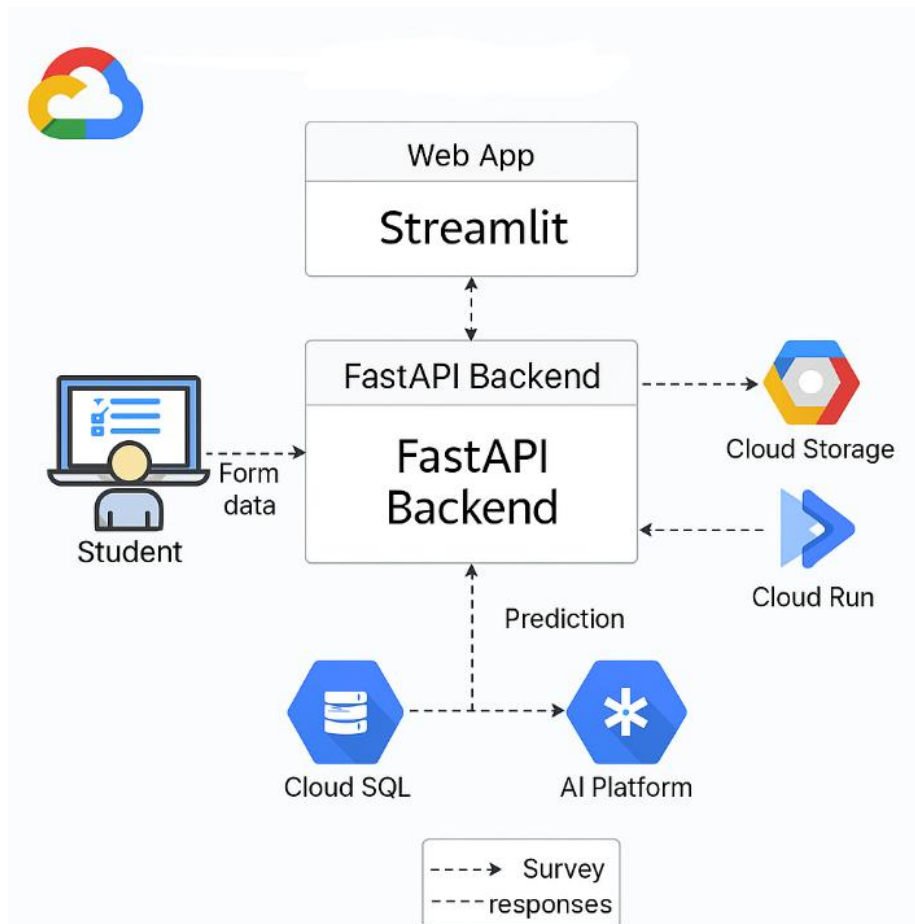 Web App
Streamlit
FastAPI Backend
FastAPI
Backend
Form
data
Student
Cloud Storage
Cloud Run
Prediction
Cloud SQL
AI Platform
Survey
responses